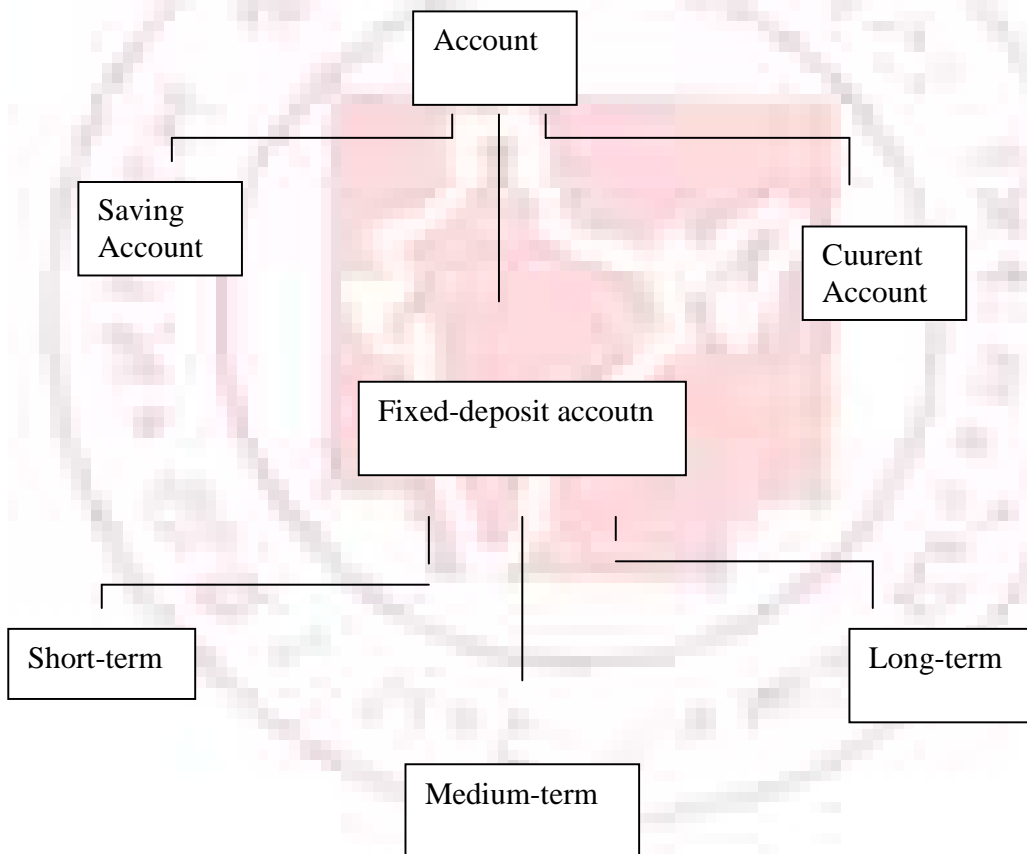 Account
Saving
Account
Cuurent
Account
Fixed-deposit accoutn
Short-term
Long-term
Medium-term